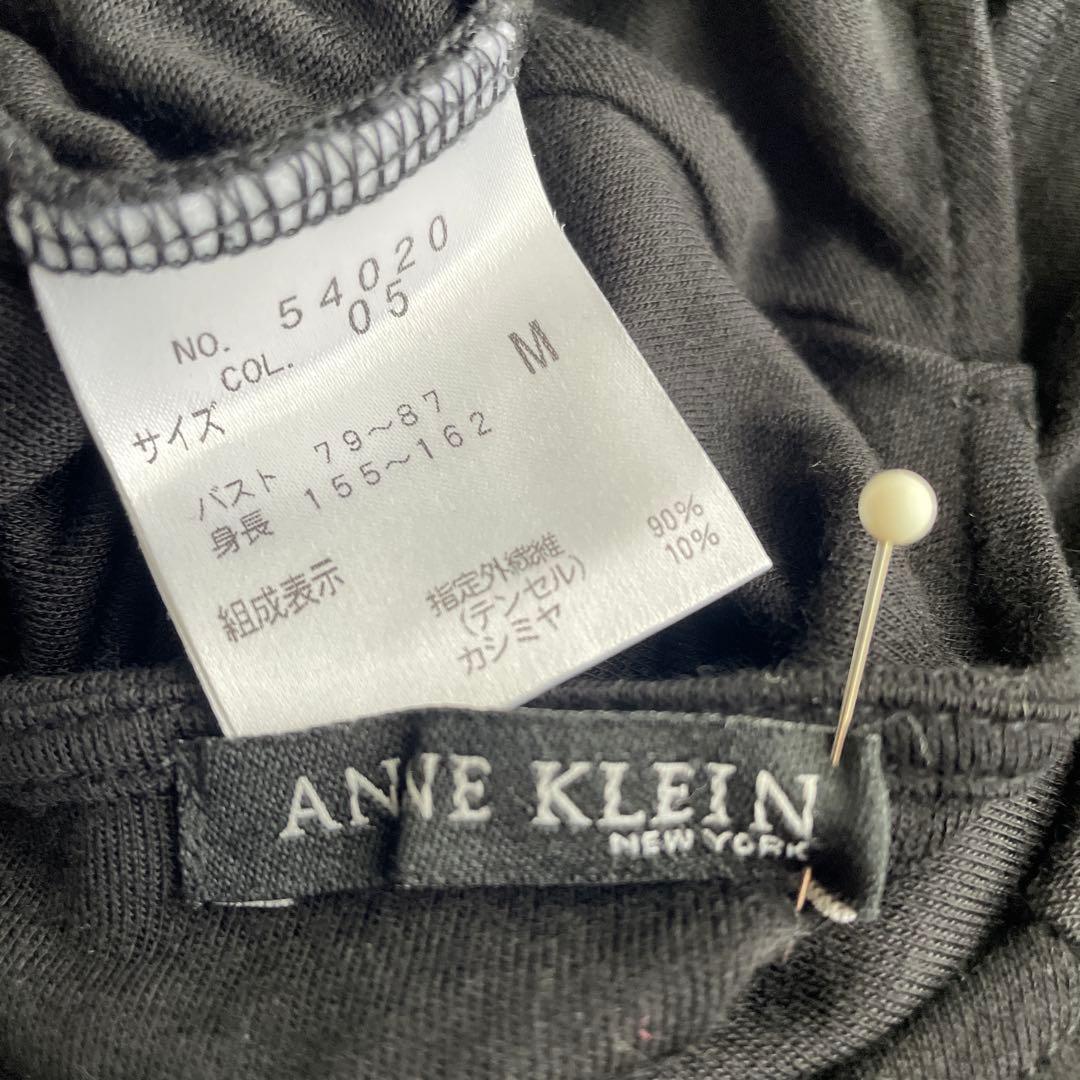 NO. 54020
COL. 05
サイズ M
バスト 79～87
身長 155～162
組成表示 指定外繊維 90%
(テンセル) 10%
カシミヤ
ANNE KLEIN
NEW YORK